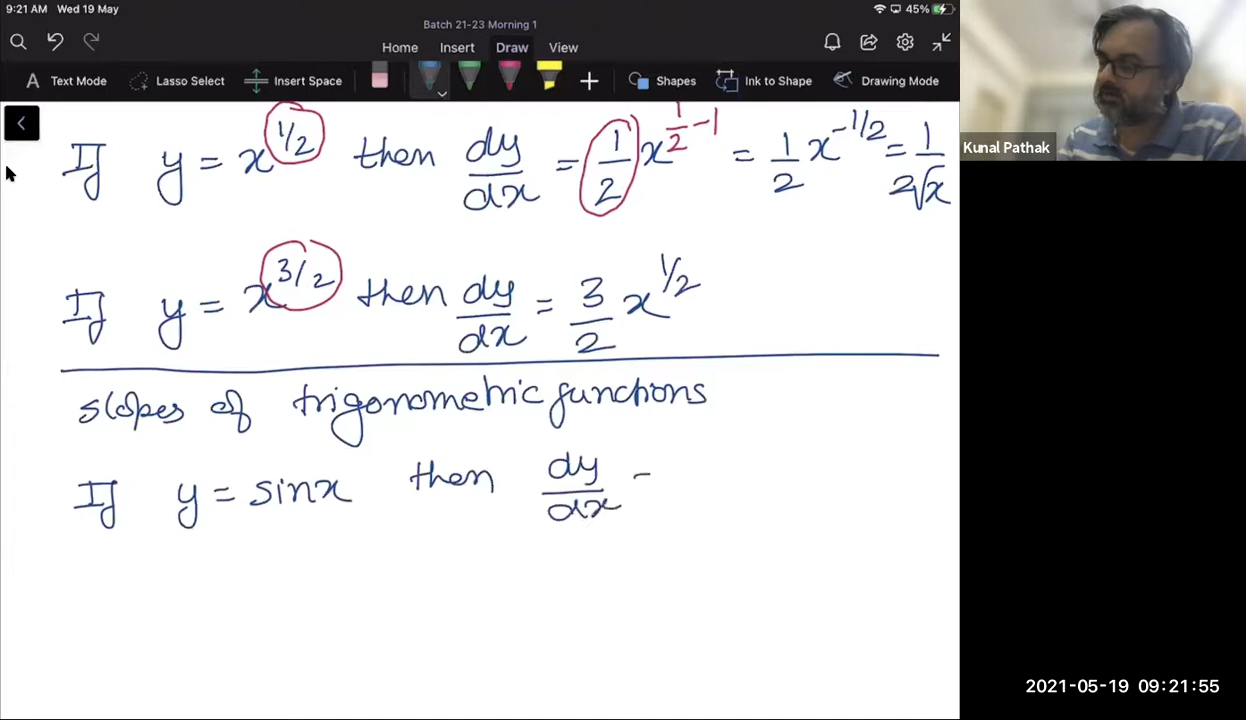 9:21 AM Wed 19 May
45%
Batch 21-23 Morning 1
Home Insert Draw View
Text Mode Lasso Select Insert Space Shapes Ink to Shape Drawing Mode
If y = x^{1/2} then dy/dx = 1/2 x^{1/2 - 1} = 1/2 x^{-1/2} = 1/(2√x)
Kunal Pathak
If y = x^{3/2} then dy/dx = 3/2 x^{1/2}
slopes of trigonometric functions
If y = sinx then dy/dx -
2021-05-19 09:21:55